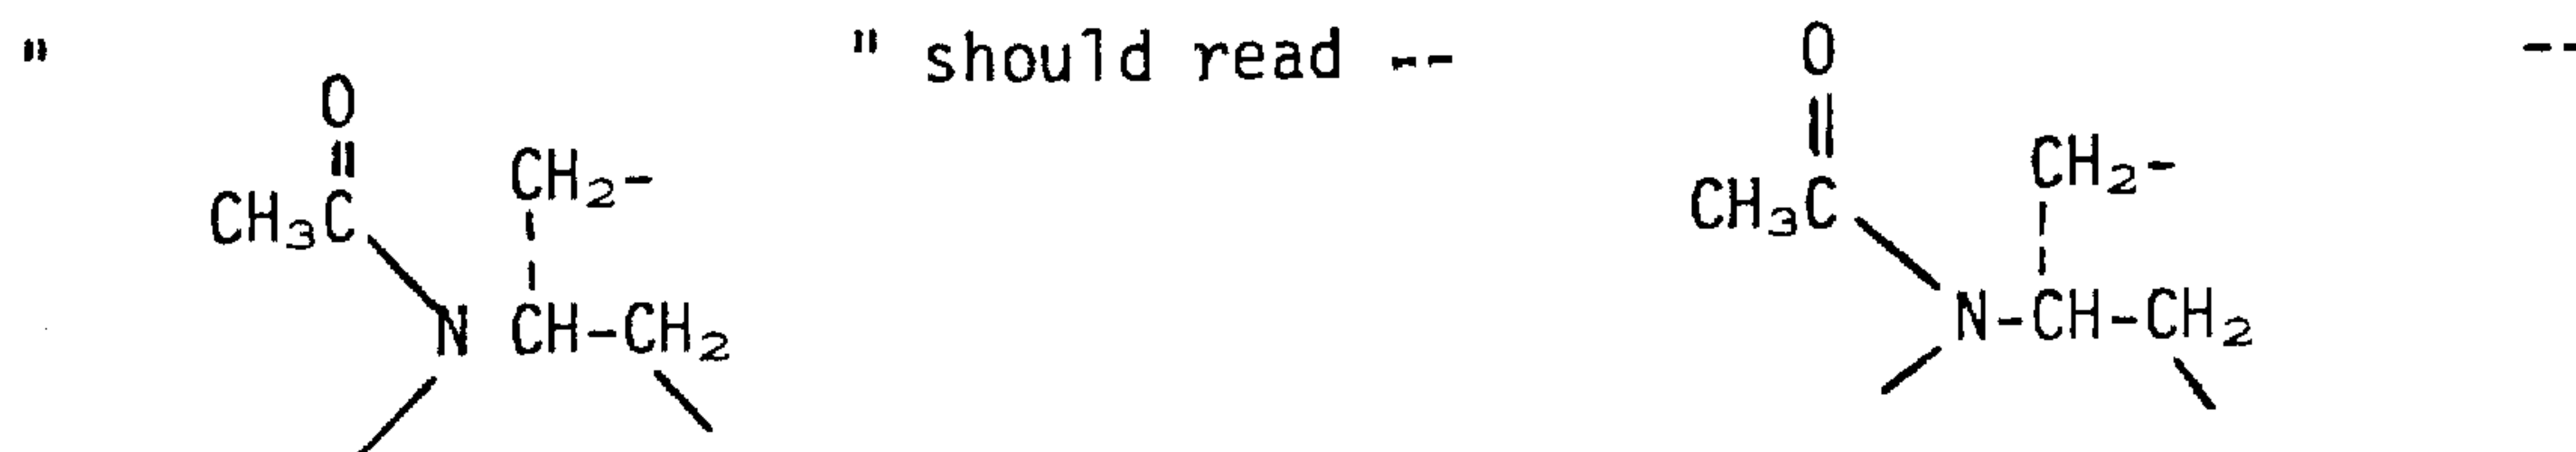 " " should read -- --
O O
CH₂- CH₂-
CH₃C CH₃C
N CH-CH₂ N-CH-CH₂